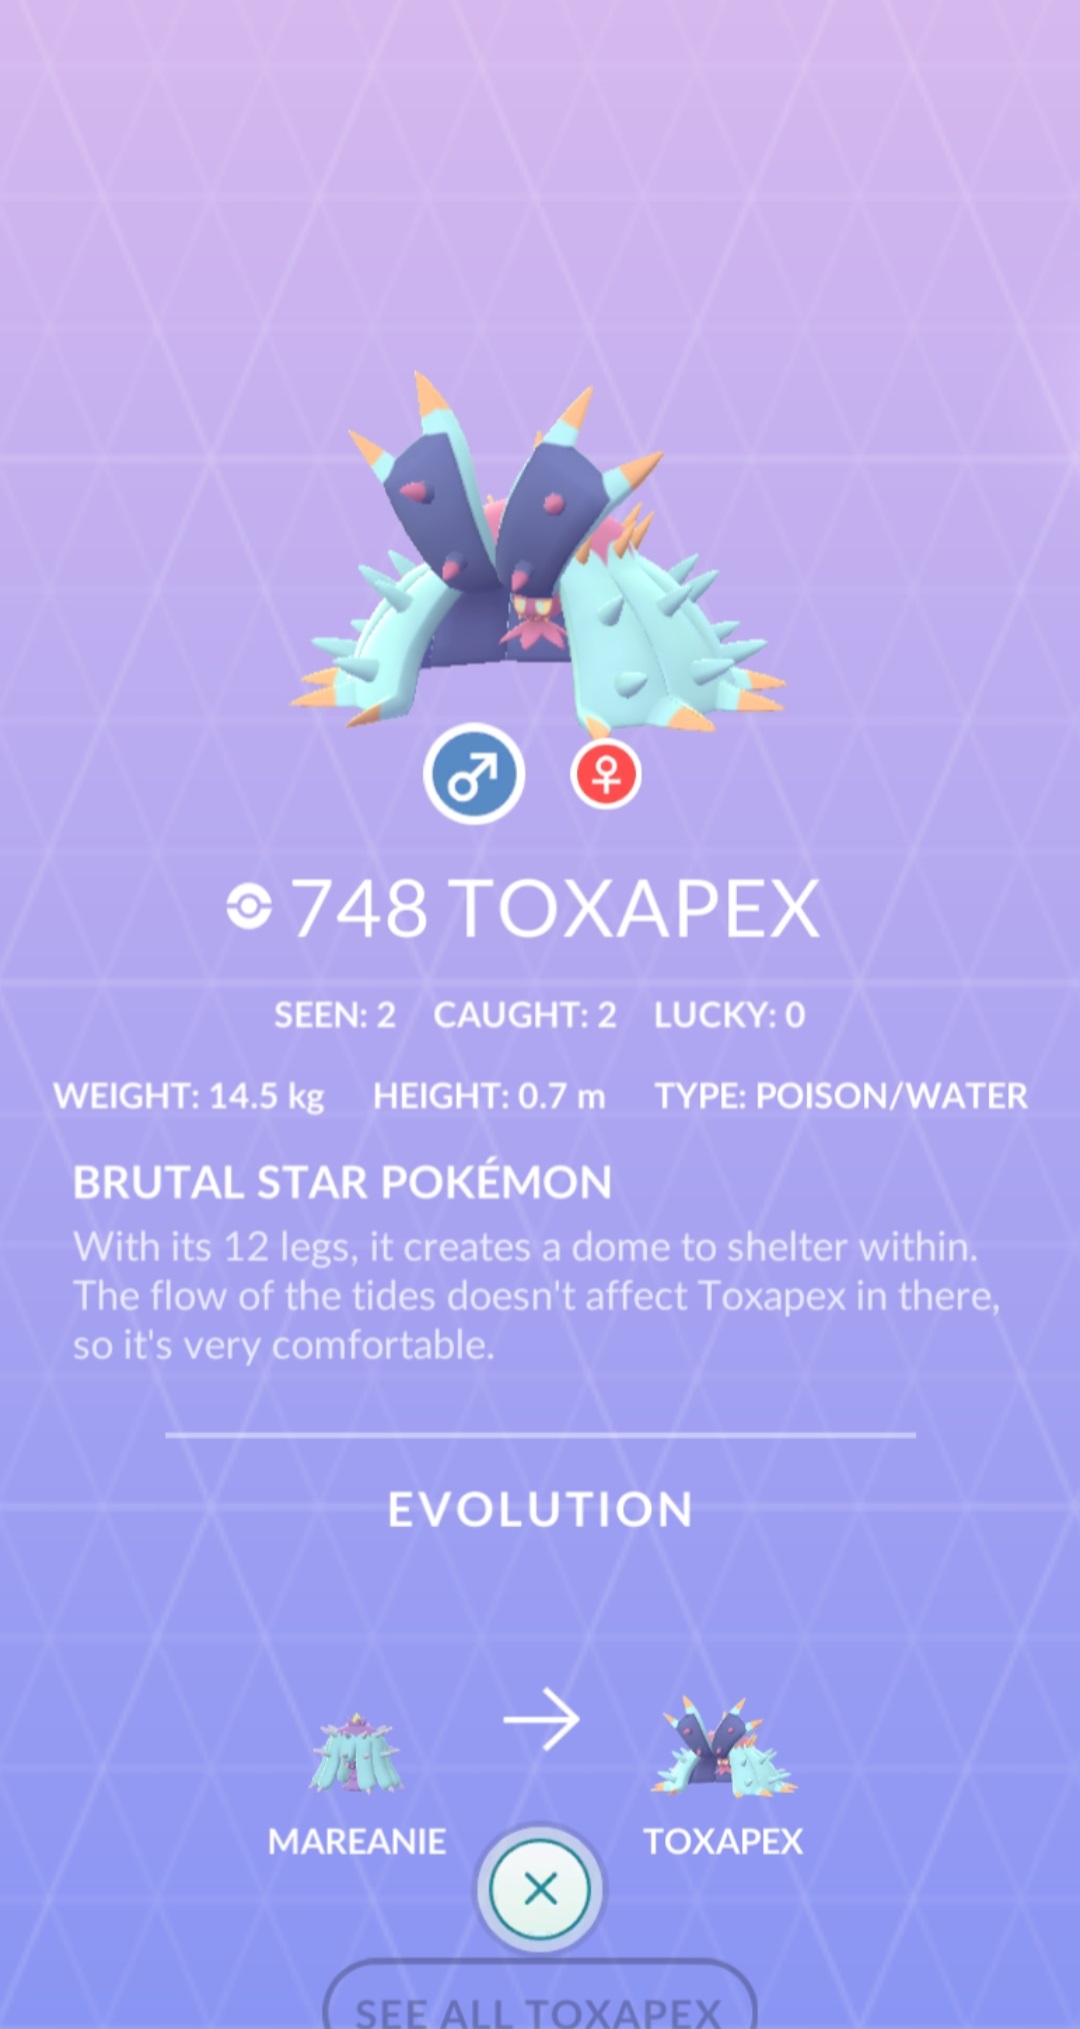 748 TOXAPEX
SEEN: 2 CAUGHT: 2 LUCKY: 0
WEIGHT: 14.5 kg HEIGHT: 0.7 m TYPE: POISON/WATER
BRUTAL STAR POKÉMON
With its 12 legs, it creates a dome to shelter within.
The flow of the tides doesn't affect Toxapex in there,
so it's very comfortable.
EVOLUTION
MAREANIE TOXAPEX
SEE ALL TOXAPEX